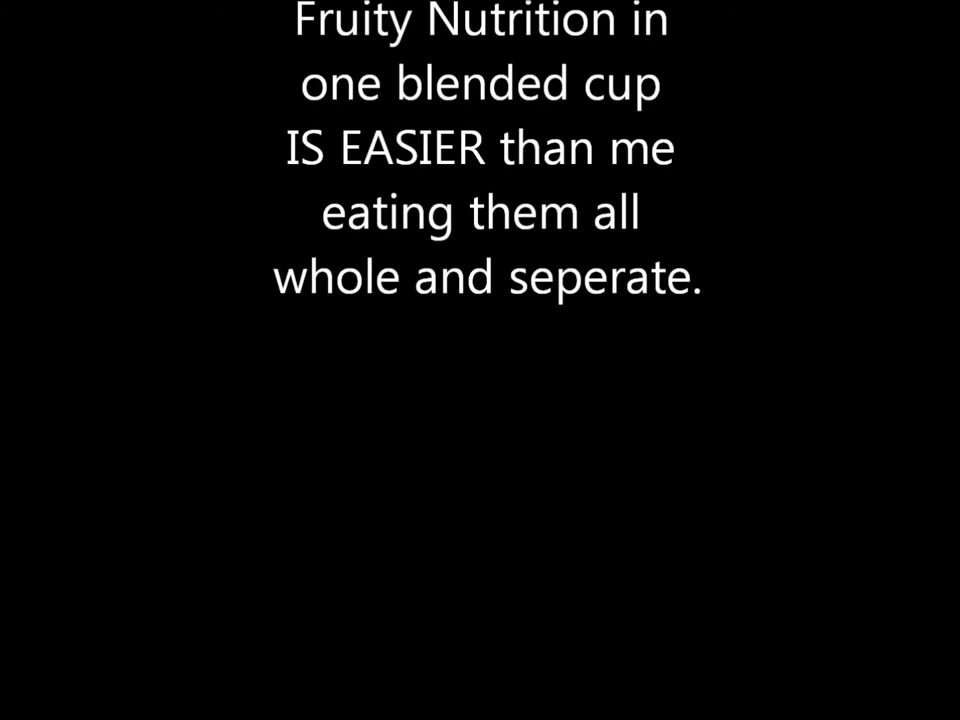 Fruity Nutrition in
one blended cup
IS EASIER than me
eating them all
whole and seperate.